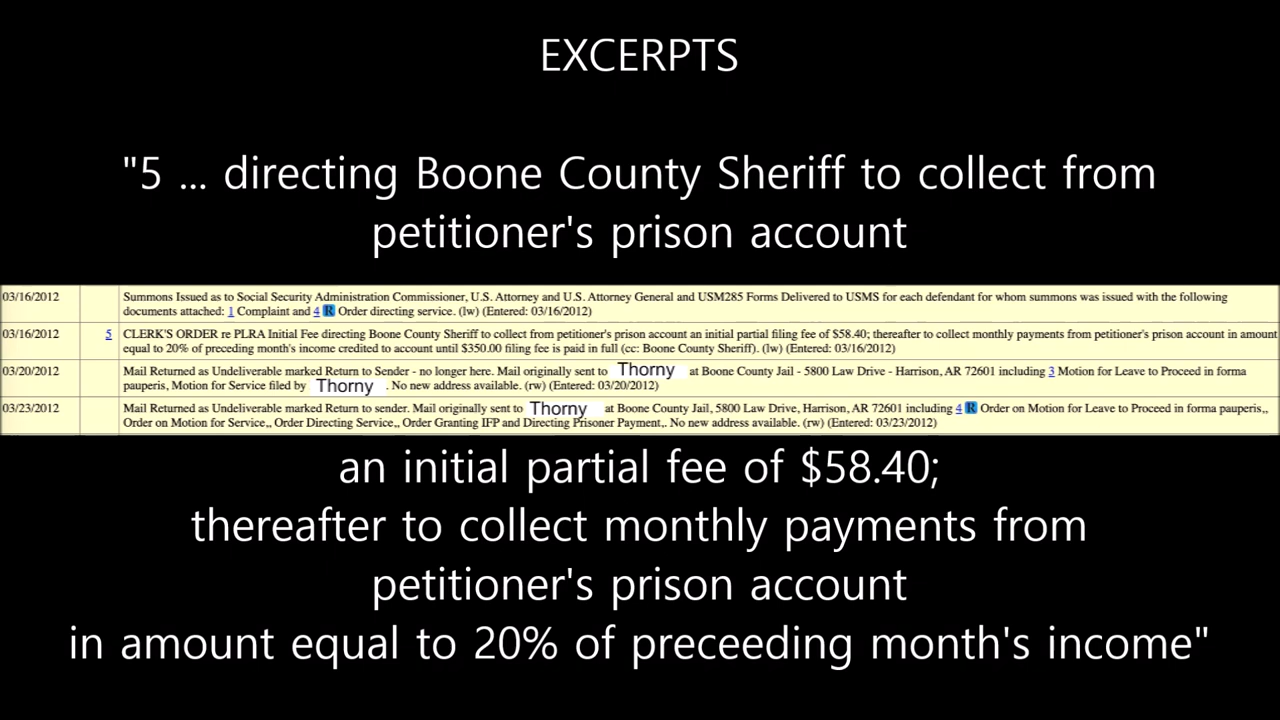 EXCERPTS
"5 ... directing Boone County Sheriff to collect from
petitioner's prison account
03/16/2012 Summons Issued as to Social Security Administration Commissioner, U.S. Attorney and U.S. Attorney General and USM285 Forms Delivered to USMS for each defendant for whom summons was issued with the following
documents attached: 1 Complaint and 4 R Order directing service. (lw) (Entered: 03/16/2012)
03/16/2012 5 CLERK'S ORDER re PLRA Initial Fee directing Boone County Sheriff to collect from petitioner's prison account an initial partial filing fee of $58.40; thereafter to collect monthly payments from petitioner's prison account in amount
equal to 20% of preceding month's income credited to account until $350.00 filing fee is paid in full (cc: Boone County Sheriff). (lw) (Entered: 03/16/2012)
03/20/2012 Mail Returned as Undeliverable marked Return to Sender - no longer here. Mail originally sent to Thorny at Boone County Jail - 5800 Law Drive - Harrison, AR 72601 including 3 Motion for Leave to Proceed in forma
pauperis, Motion for Service filed by Thorny . No new address available. (rw) (Entered: 03/20/2012)
03/23/2012 Mail Returned as Undeliverable marked Return to sender. Mail originally sent to Thorny at Boone County Jail, 5800 Law Drive, Harrison, AR 72601 including 4 R Order on Motion for Leave to Proceed in forma pauperis,,
Order on Motion for Service,, Order Directing Service,, Order Granting IFP and Directing Prisoner Payment,. No new address available. (rw) (Entered: 03/23/2012)
an initial partial fee of $58.40;
thereafter to collect monthly payments from
petitioner's prison account
in amount equal to 20% of preceeding month's income"